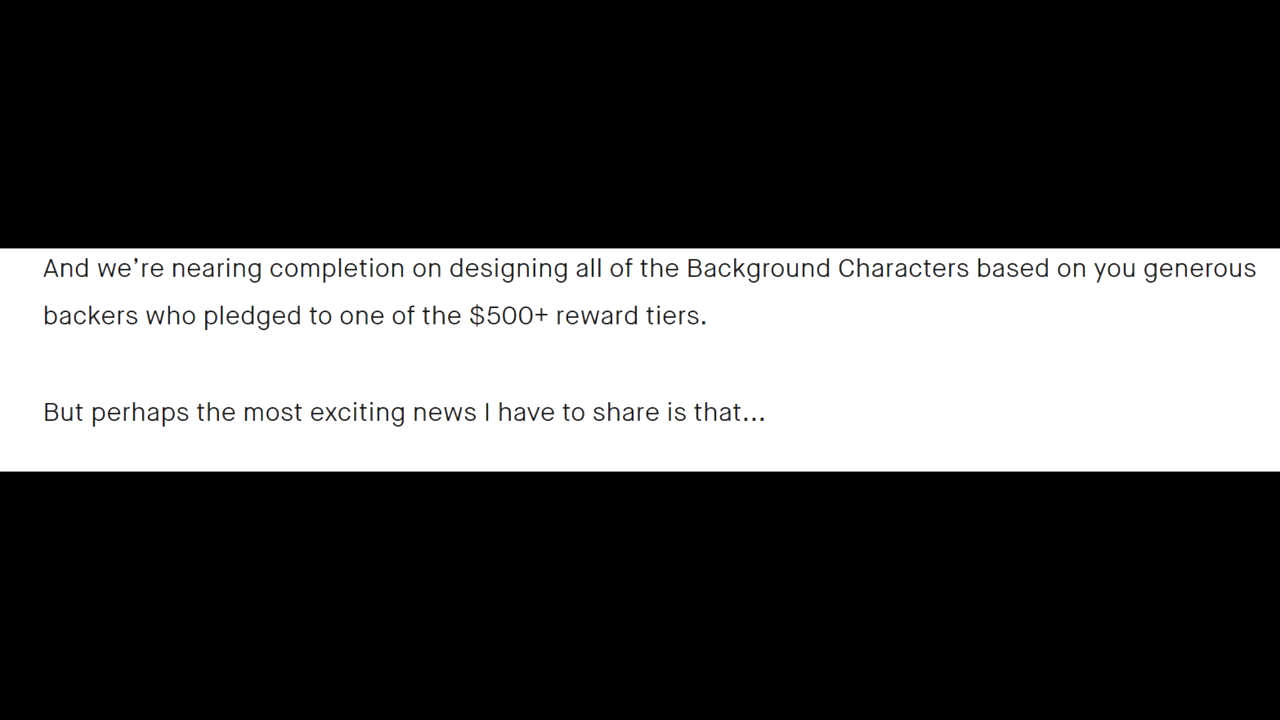 And we’re nearing completion on designing all of the Background Characters based on you generous
backers who pledged to one of the $500+ reward tiers.
But perhaps the most exciting news I have to share is that...